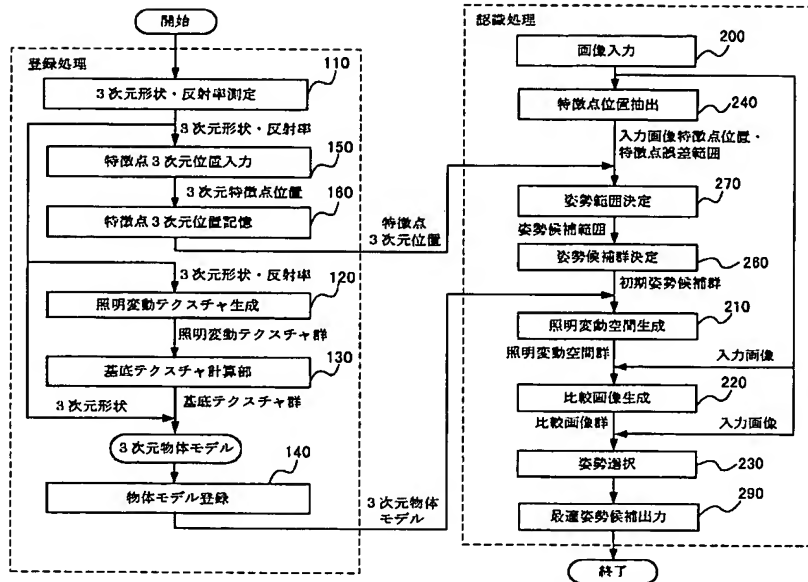 開始
登録処理
110
3次元形状・反射率測定
3次元形状・反射率
特徴点3次元位置入力
150
3次元特徴点位置
160
特徴点3次元位置記憶
特徴点
3次元位置
3次元形状・反射率
120
照明変動テクスチャ生成
照明変動テクスチャ群
130
基底テクスチャ計算部
3次元形状
基底テクスチャ群
3次元物体モデル
140
物体モデル登録
3次元物体
モデル
認識処理
画像入力
200
特徴点位置抽出
240
入力画像特徴点位置・
特徴点誤差範囲
270
姿勢範囲決定
姿勢候補範囲
姿勢候補群決定
260
初期姿勢候補群
210
照明変動空間生成
照明変動空間群
入力画像
220
比較画像生成
比較画像群
入力画像
姿勢選択
230
290
最適姿勢候補出力
終了